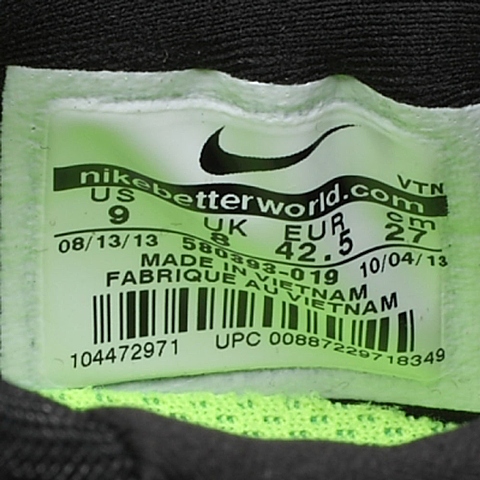 nikebetterworld.com
VTN
US UK EUR cm
9 8 42.5 27
08/13/13 580393-019 10/04/13
MADE IN VIETNAM
FABRIQUE AU VIETNAM
104472971 UPC 00887229718349